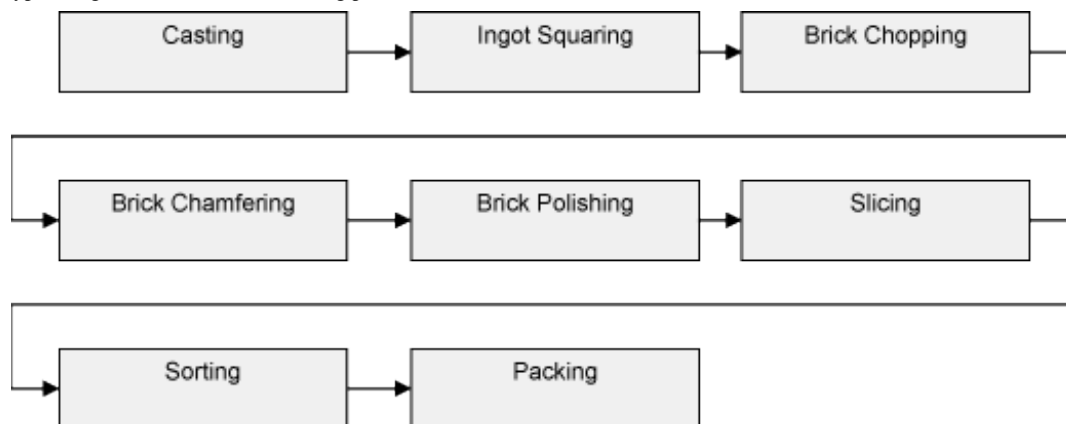 Casting
Ingot Squaring
Brick Chopping
Brick Chamfering
Brick Polishing
Slicing
Sorting
Packing